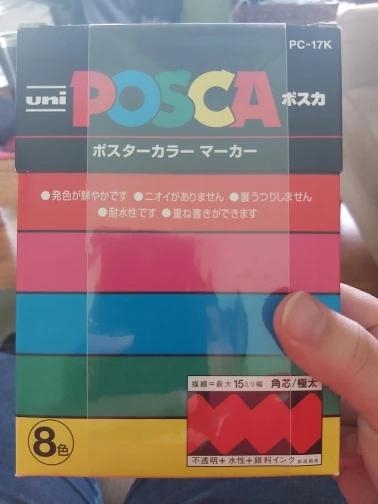 PC-17K
uni POSCA ポスカ
ポスターカラー マーカー
●発色が鮮やかです ●ニオイがありません ●裏うつりしません
●耐水性です ●重ね書きができます
描線=最大15ミリ幅 角芯/極太
8色
不透明+水性+顔料インク